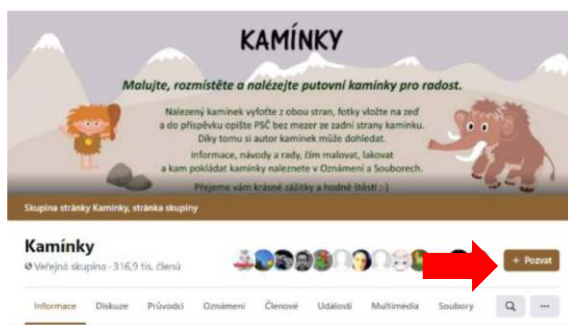 KAMÍNKY
Malujte, rozmístěte a nalézejte putovní kamínky pro radost.
Nalezený kamínek vyfoťte z obou stran, fotky vložte na zeď
a do příspěvku opište PSČ bez mezer ze zadní strany kamínku.
Díky tomu si autor kamínek může dohledat.
Informace, návody a rady, čím malovat, lakovat
a kam pokládat kamínky naleznete v Oznámení a Souborech.
Přejeme vám krásné zážitky a hodně štěstí :-)
Skupina stránky Kamínky, stránka skupiny
Kamínky
Veřejná skupina · 316,9 tis. členů
+ Pozvat
Informace Diskuze Průvodci Oznámení Členové Události Multimédia Soubory